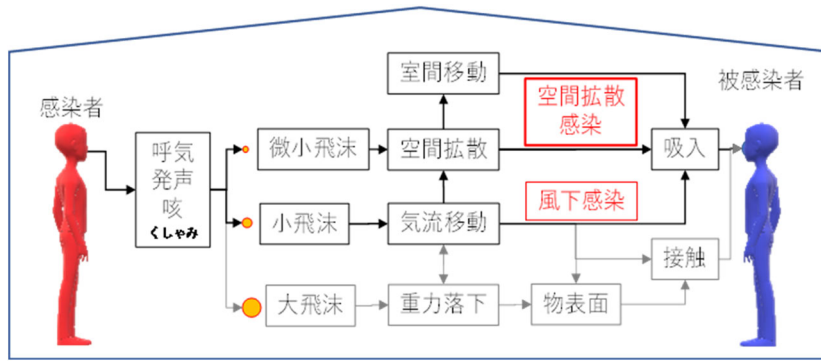 感染者
呼気
発声
咳
くしゃみ
微小飛沫
小飛沫
大飛沫
室間移動
空間拡散
気流移動
重力落下
空間拡散
感染
風下感染
物表面
吸入
接触
被感染者